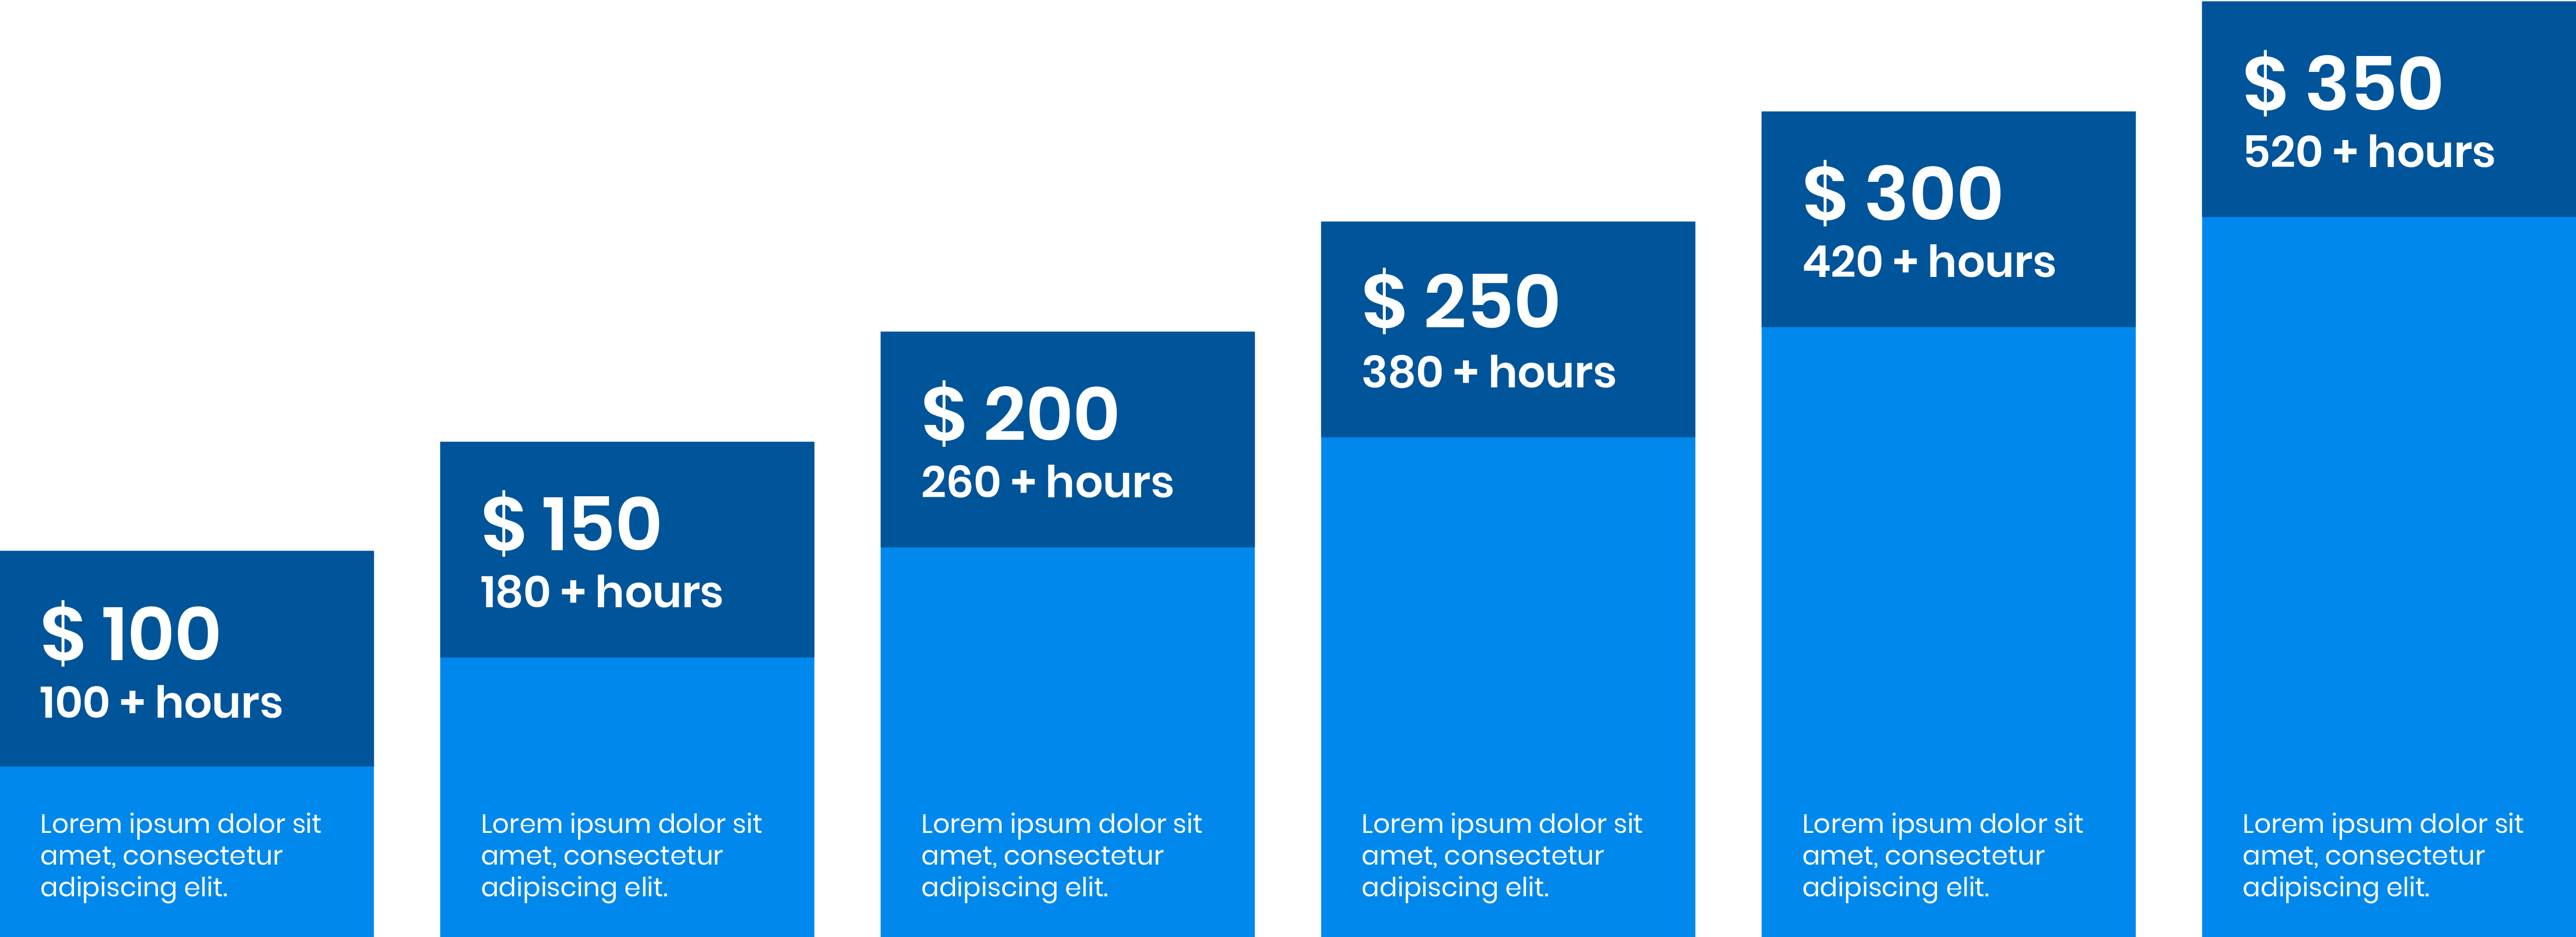 $ 100
100 + hours
Lorem ipsum dolor sit
amet, consectetur
adipiscing elit.
$ 150
180 + hours
Lorem ipsum dolor sit
amet, consectetur
adipiscing elit.
$ 200
260 + hours
Lorem ipsum dolor sit
amet, consectetur
adipiscing elit.
$ 250
380 + hours
Lorem ipsum dolor sit
amet, consectetur
adipiscing elit.
$ 300
420 + hours
Lorem ipsum dolor sit
amet, consectetur
adipiscing elit.
$ 350
520 + hours
Lorem ipsum dolor sit
amet, consectetur
adipiscing elit.